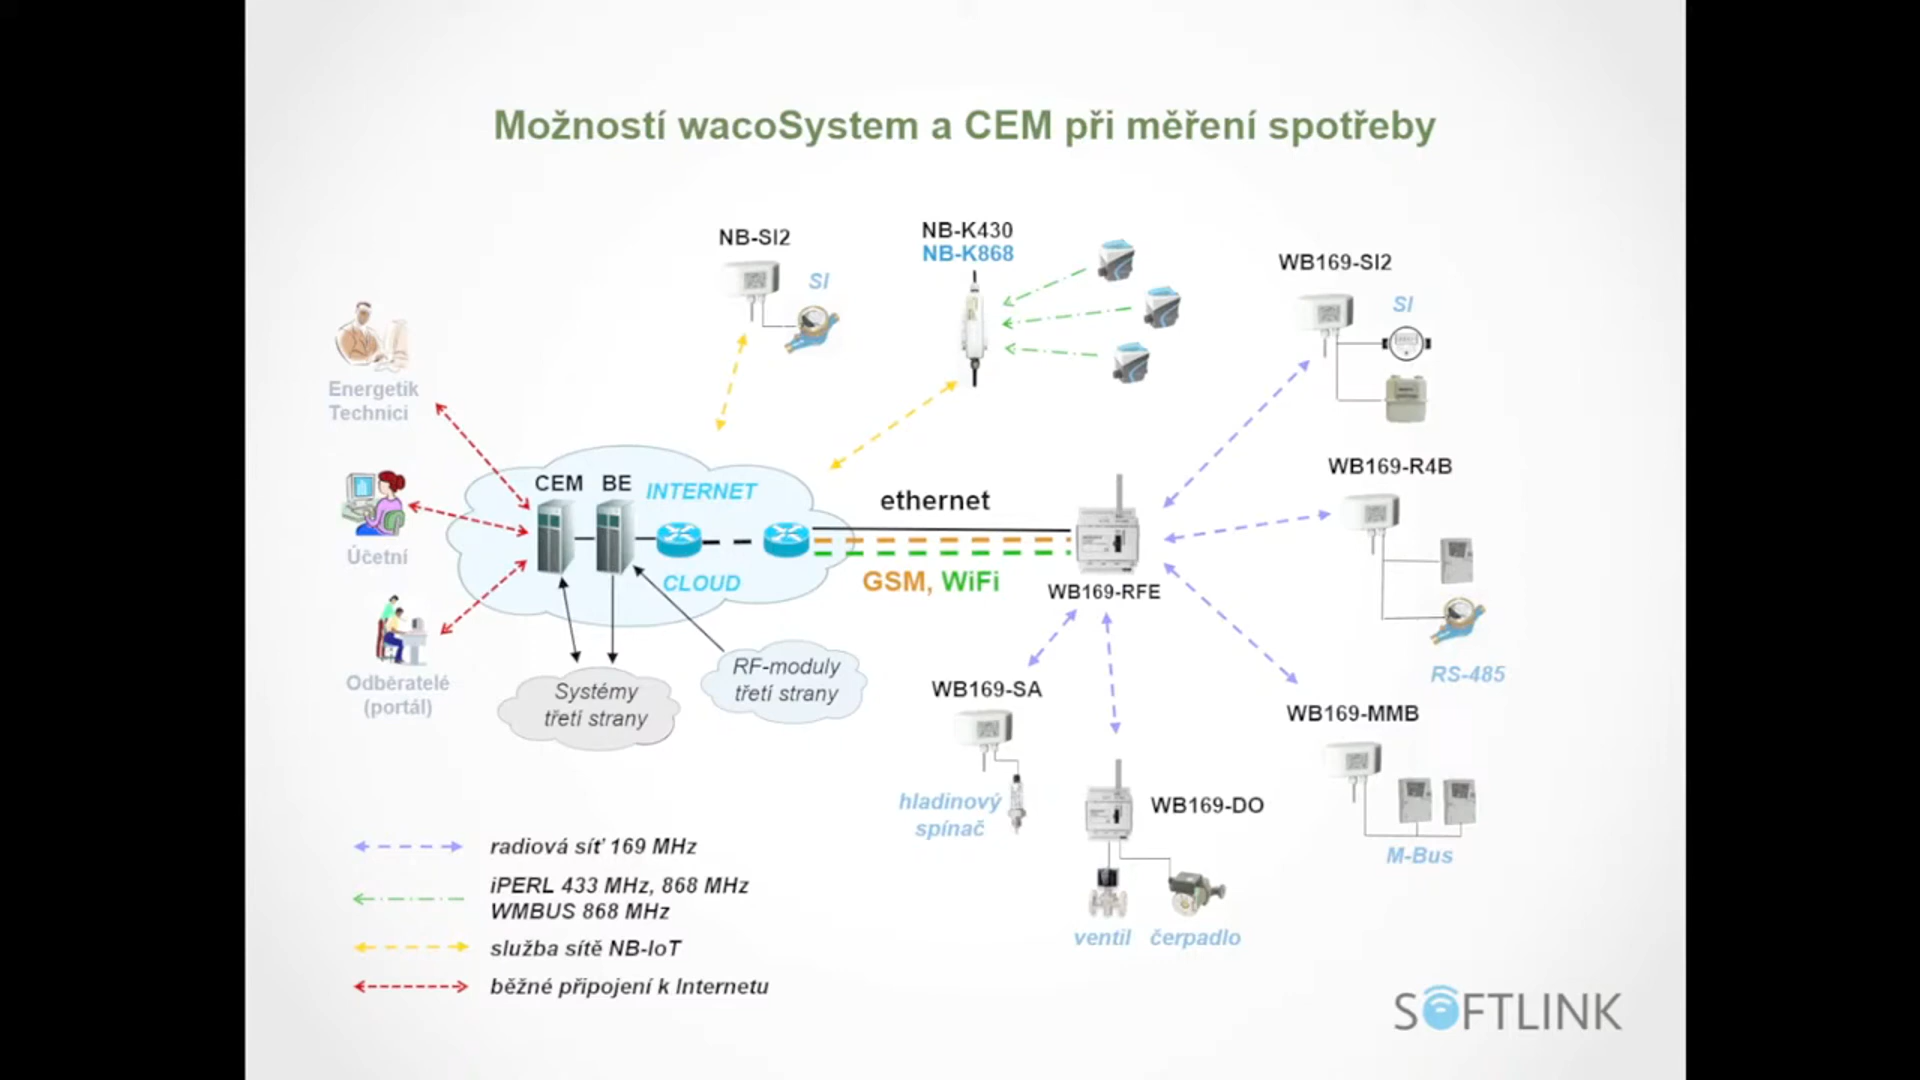 Možností wacoSystem a CEM při měření spotřeby
NB-SI2
SI
NB-K430
NB-K868
WB169-SI2
SI
Energetik
Technici
WB169-R4B
CEM
BE
INTERNET
ethernet
Účetní
CLOUD
GSM, WiFi
WB169-RFE
RF-moduly
třetí strany
Systémy
třetí strany
Odběratelé
(portál)
RS-485
WB169-SA
WB169-MMB
hladinový
spínač
WB169-DO
M-Bus
ventil
čerpadlo
radiová síť 169 MHz
iPERL 433 MHz, 868 MHz
WMBUS 868 MHz
služba sítě NB-IoT
běžné připojení k Internetu
SOFTLINK